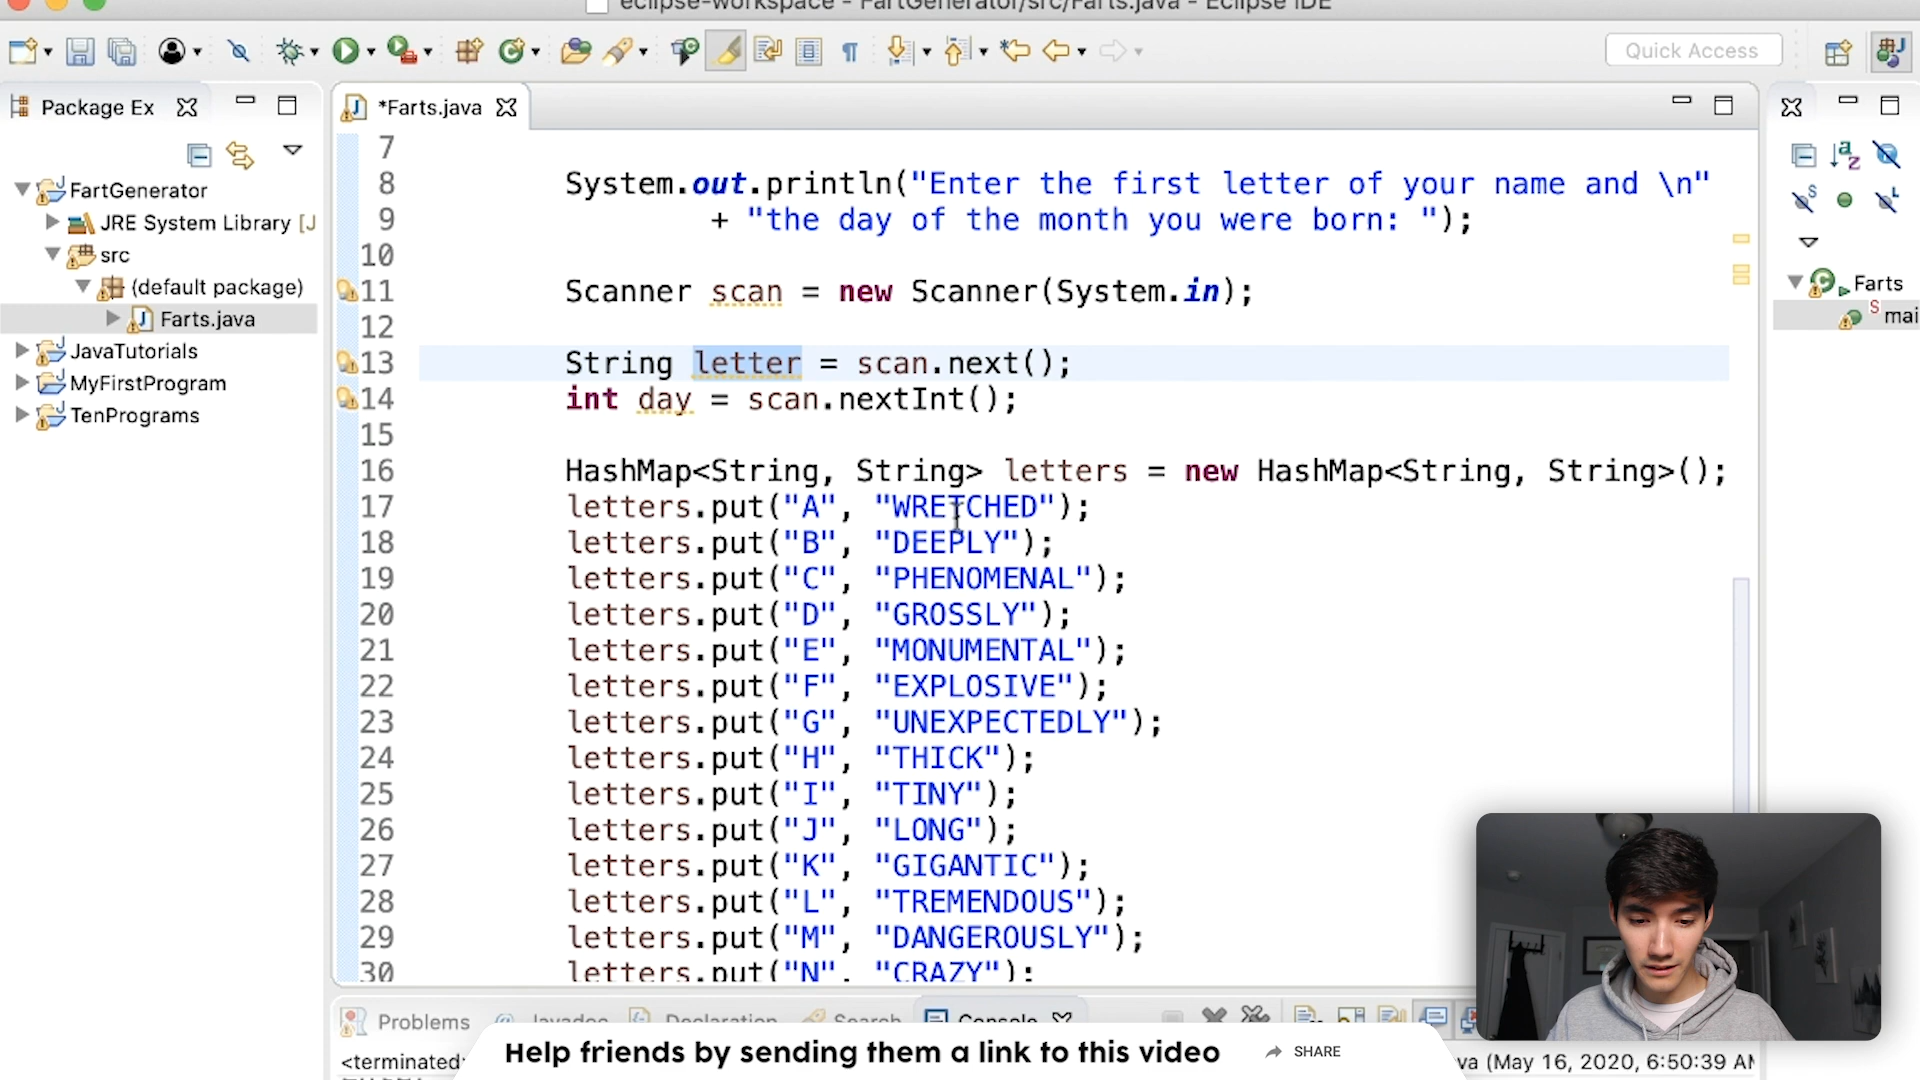 eclipse-workspace - FartGenerator/src/Farts.java - Eclipse IDE
Quick Access
Package Ex
*Farts.java
FartGenerator
JRE System Library [J
src
(default package)
Farts.java
JavaTutorials
MyFirstProgram
TenPrograms
7
8 System.out.println("Enter the first letter of your name and \n"
9 + "the day of the month you were born: ");
10
11 Scanner scan = new Scanner(System.in);
12
13 String letter = scan.next();
14 int day = scan.nextInt();
15
16 HashMap<String, String> letters = new HashMap<String, String>();
17 letters.put("A", "WRETCHED");
18 letters.put("B", "DEEPLY");
19 letters.put("C", "PHENOMENAL");
20 letters.put("D", "GROSSLY");
21 letters.put("E", "MONUMENTAL");
22 letters.put("F", "EXPLOSIVE");
23 letters.put("G", "UNEXPECTEDLY");
24 letters.put("H", "THICK");
25 letters.put("I", "TINY");
26 letters.put("J", "LONG");
27 letters.put("K", "GIGANTIC");
28 letters.put("L", "TREMENDOUS");
29 letters.put("M", "DANGEROUSLY");
30 letters.put("N", "CRAZY");
Farts
mai
Problems
Javadoc
Declaration
Search
Console
<terminated>
va (May 16, 2020, 6:50:39 AM
Help friends by sending them a link to this video
SHARE